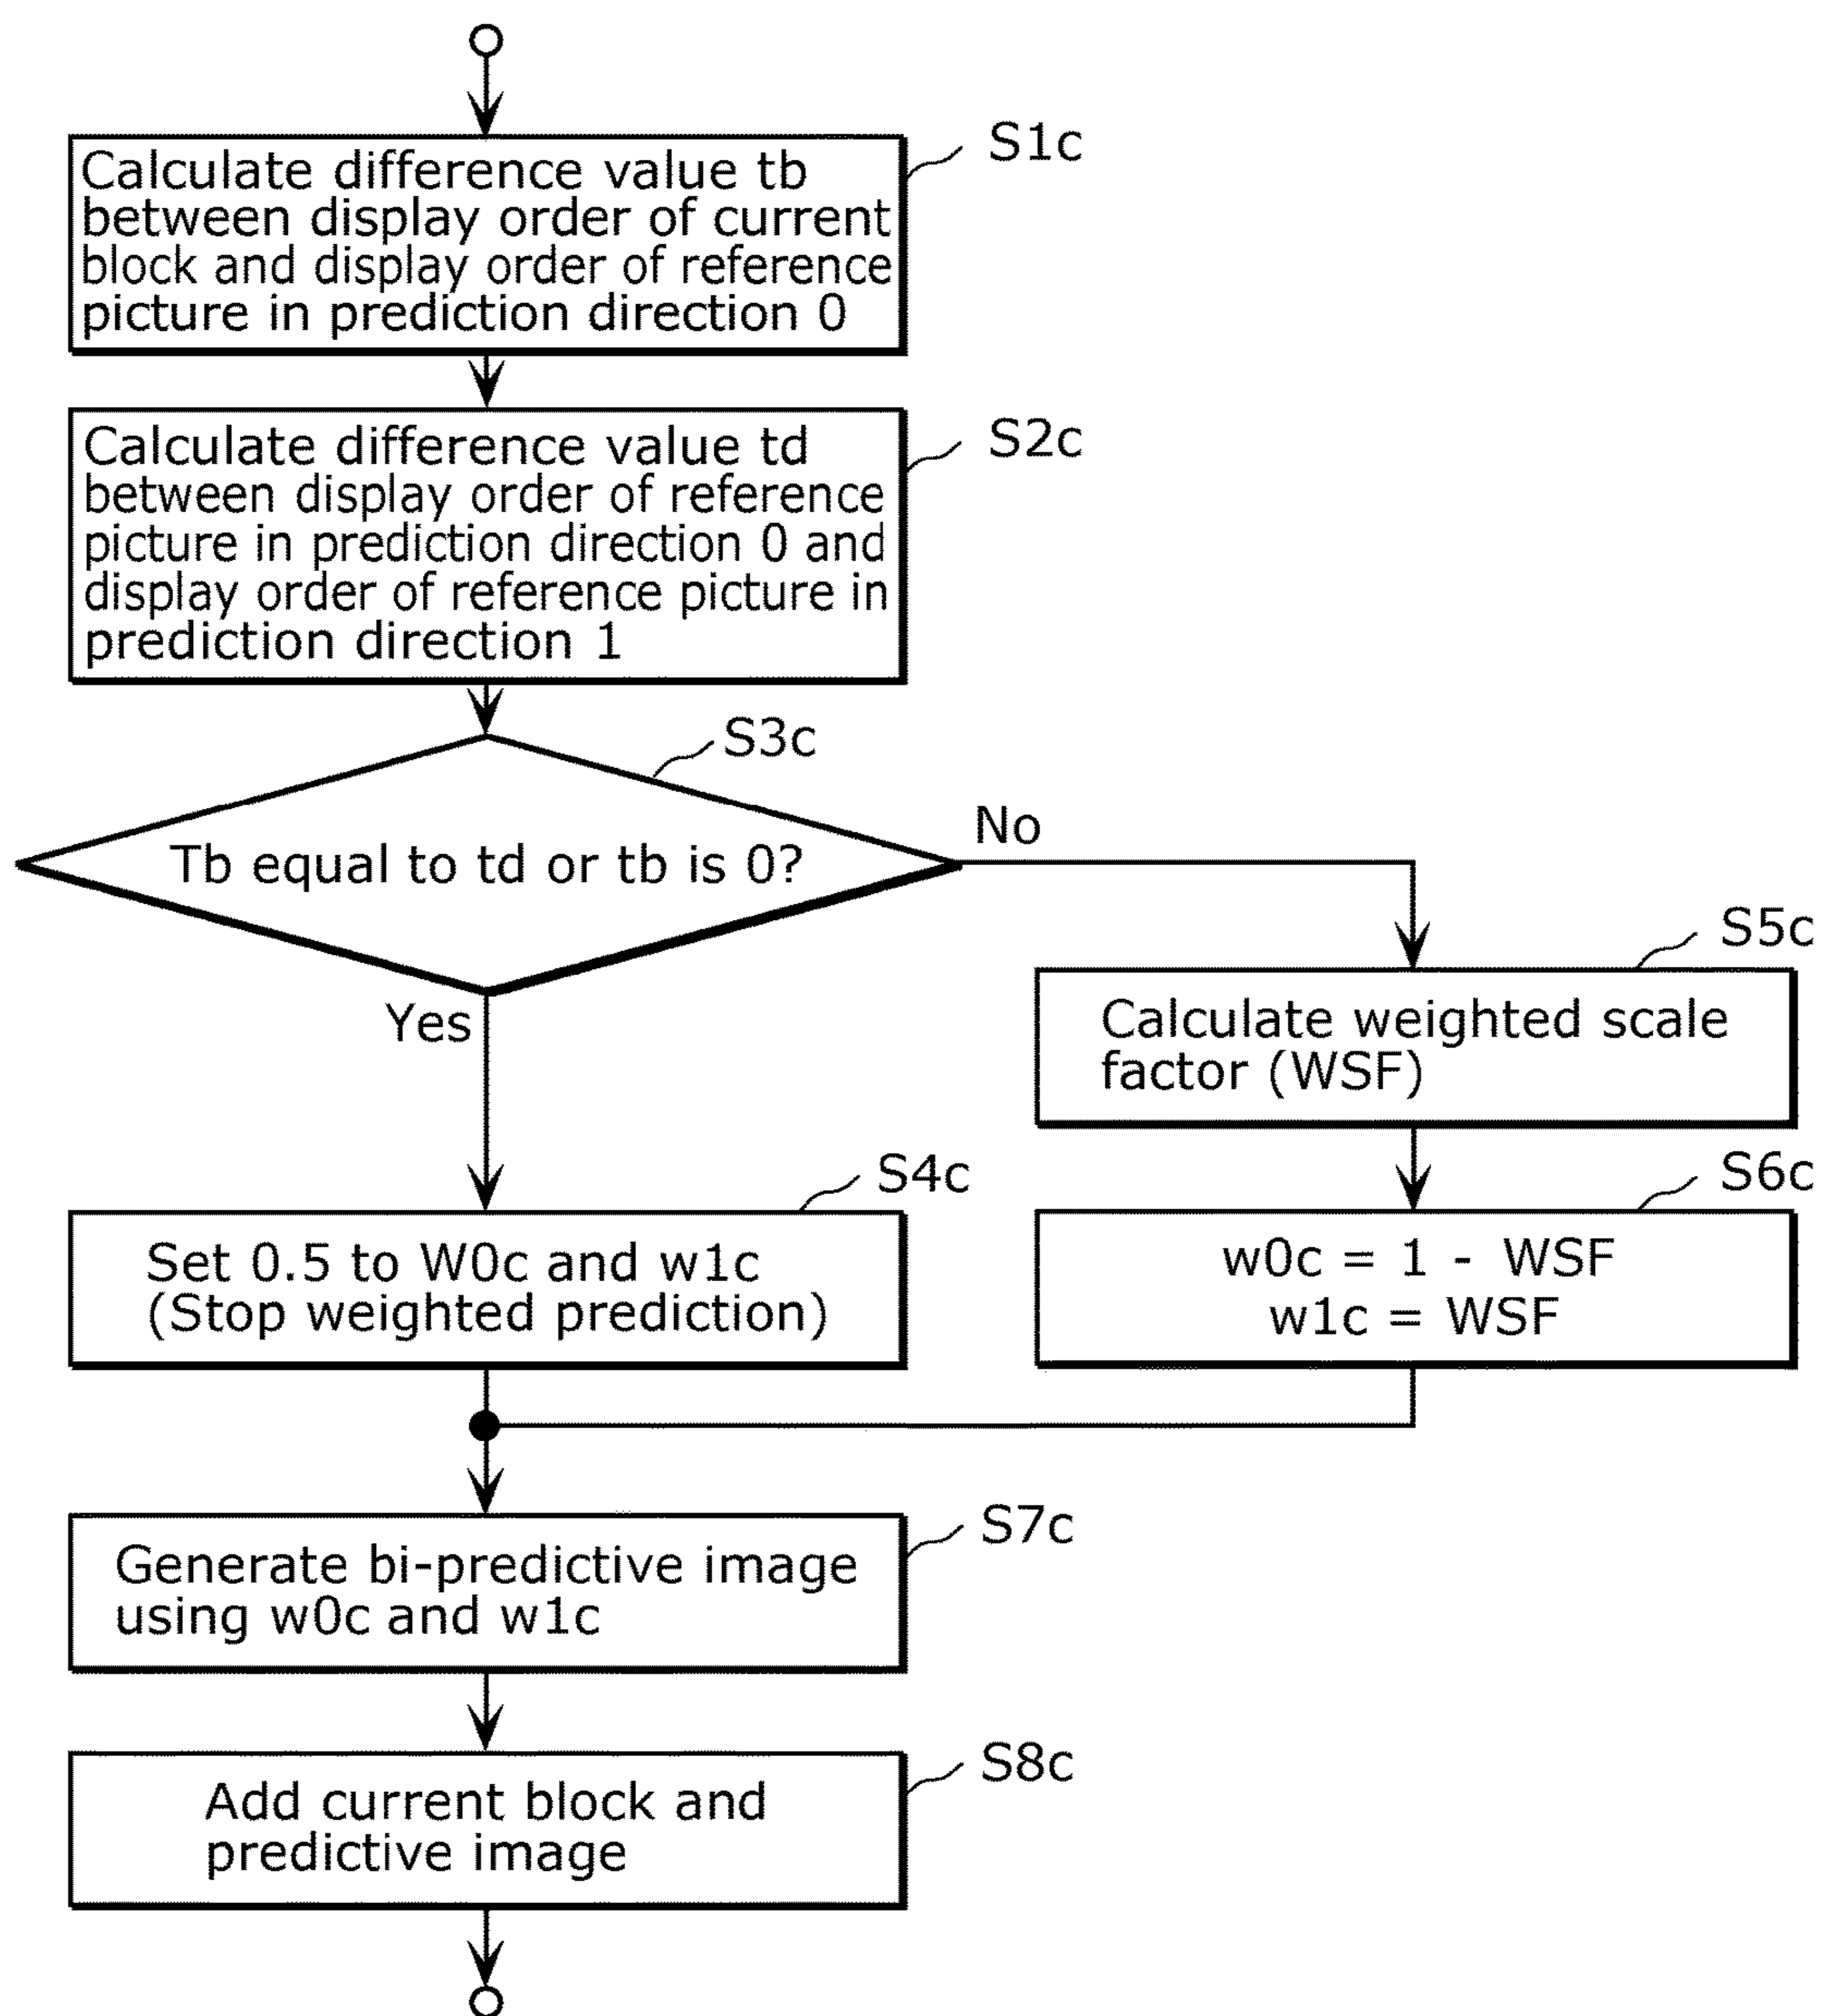 S1c
Calculate difference value tb
between display order of current
block and display order of reference
picture in prediction direction 0
S2c
Calculate difference value td
between display order of reference
picture in prediction direction 0 and
display order of reference picture in
prediction direction 1
S3c
Tb equal to td or tb is 0?
No
Yes
S5c
Calculate weighted scale
factor (WSF)
S4c
Set 0.5 to W0c and w1c
(Stop weighted prediction)
S6c
w0c = 1 - WSF
w1c = WSF
S7c
Generate bi-predictive image
using w0c and w1c
S8c
Add current block and
predictive image